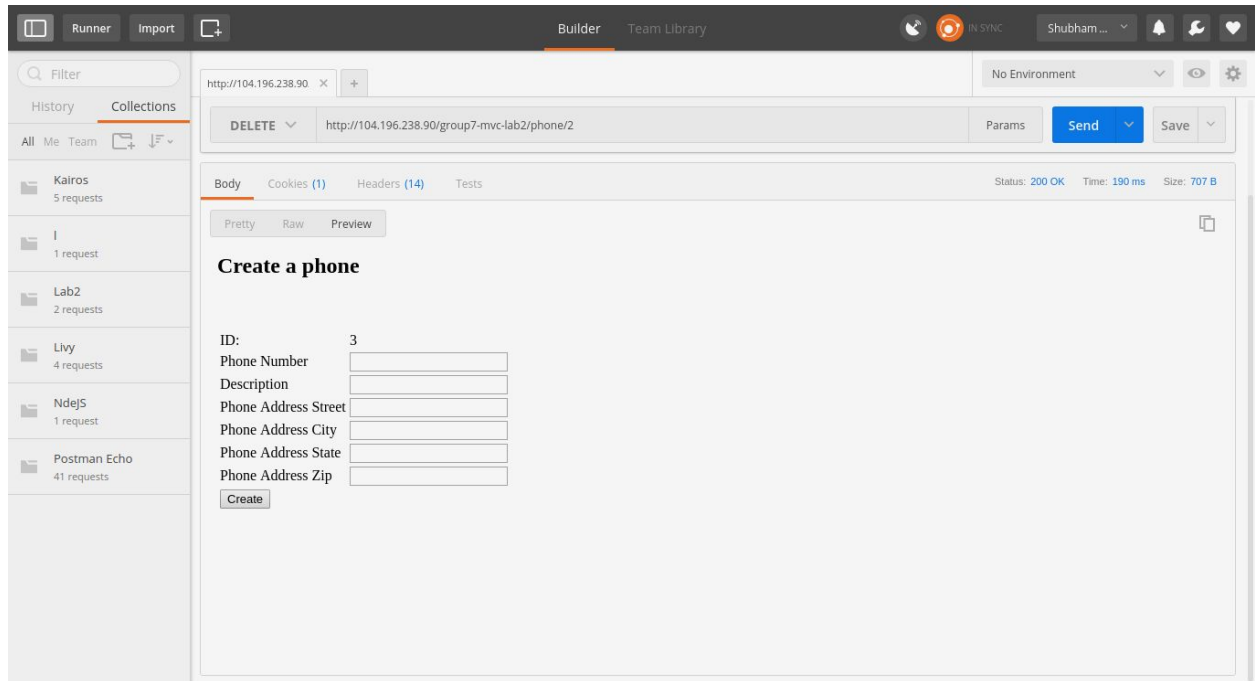 Runner Import Builder Team Library IN SYNC Shubham ...
Filter
History Collections
All Me Team
Kairos
5 requests
I
1 request
Lab2
2 requests
Livy
4 requests
NdeJS
1 request
Postman Echo
41 requests
http://104.196.238.90 No Environment
DELETE http://104.196.238.90/group7-mvc-lab2/phone/2 Params Send Save
Body Cookies (1) Headers (14) Tests Status: 200 OK Time: 190 ms Size: 707 B
Pretty Raw Preview
Create a phone
ID: 3
Phone Number
Description
Phone Address Street
Phone Address City
Phone Address State
Phone Address Zip
Create